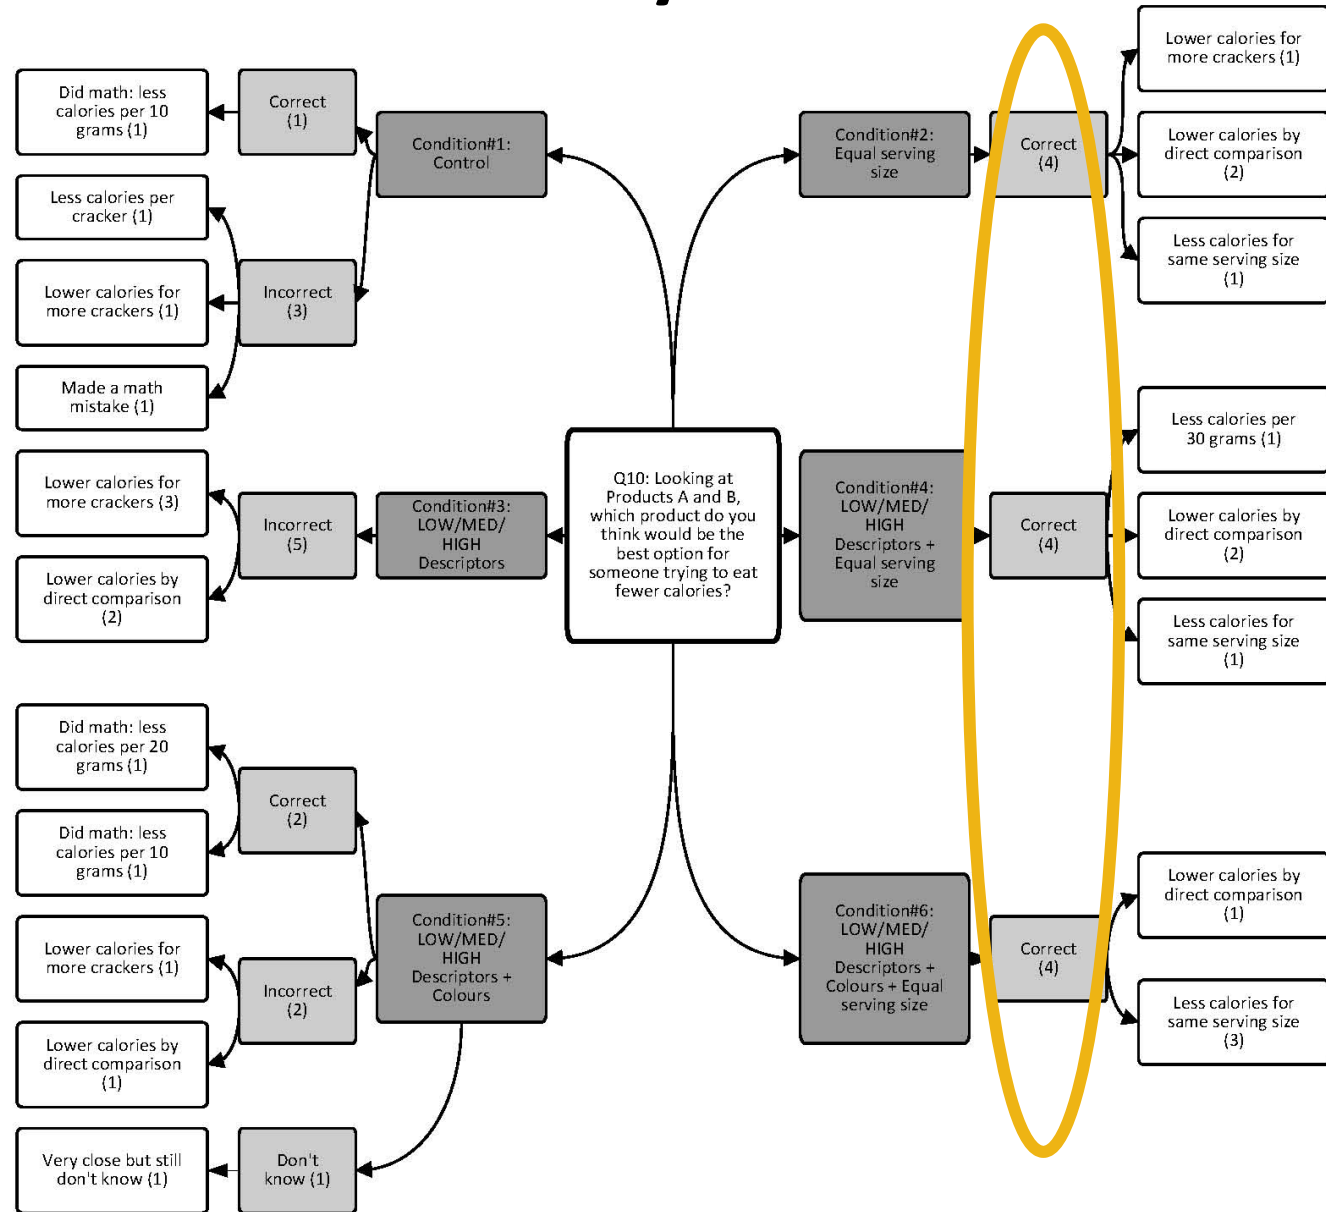 Did math: less
calories per 10
grams (1)
Correct
(1)
Less calories per
cracker (1)
Lower calories for
more crackers (1)
Made a math
mistake (1)
Incorrect
(3)
Condition#1:
Control
Lower calories for
more crackers (3)
Lower calories by
direct comparison
(2)
Incorrect
(5)
Condition#3:
LOW/MED/
HIGH
Descriptors
Did math: less
calories per 20
grams (1)
Did math: less
calories per 10
grams (1)
Correct
(2)
Lower calories for
more crackers (1)
Lower calories by
direct comparison
(1)
Incorrect
(2)
Very close but still
don't know (1)
Don't
know (1)
Condition#5:
LOW/MED/
HIGH
Descriptors +
Colours
Q10: Looking at
Products A and B,
which product do you
think would be the
best option for
someone trying to eat
fewer calories?
Condition#2:
Equal serving
size
Correct
(4)
Lower calories for
more crackers (1)
Lower calories by
direct comparison
(2)
Less calories for
same serving size
(1)
Condition#4:
LOW/MED/
HIGH
Descriptors +
Equal serving
size
Correct
(4)
Less calories per
30 grams (1)
Lower calories by
direct comparison
(2)
Less calories for
same serving size
(1)
Condition#6:
LOW/MED/
HIGH
Descriptors +
Colours + Equal
serving size
Correct
(4)
Lower calories by
direct comparison
(1)
Less calories for
same serving size
(3)